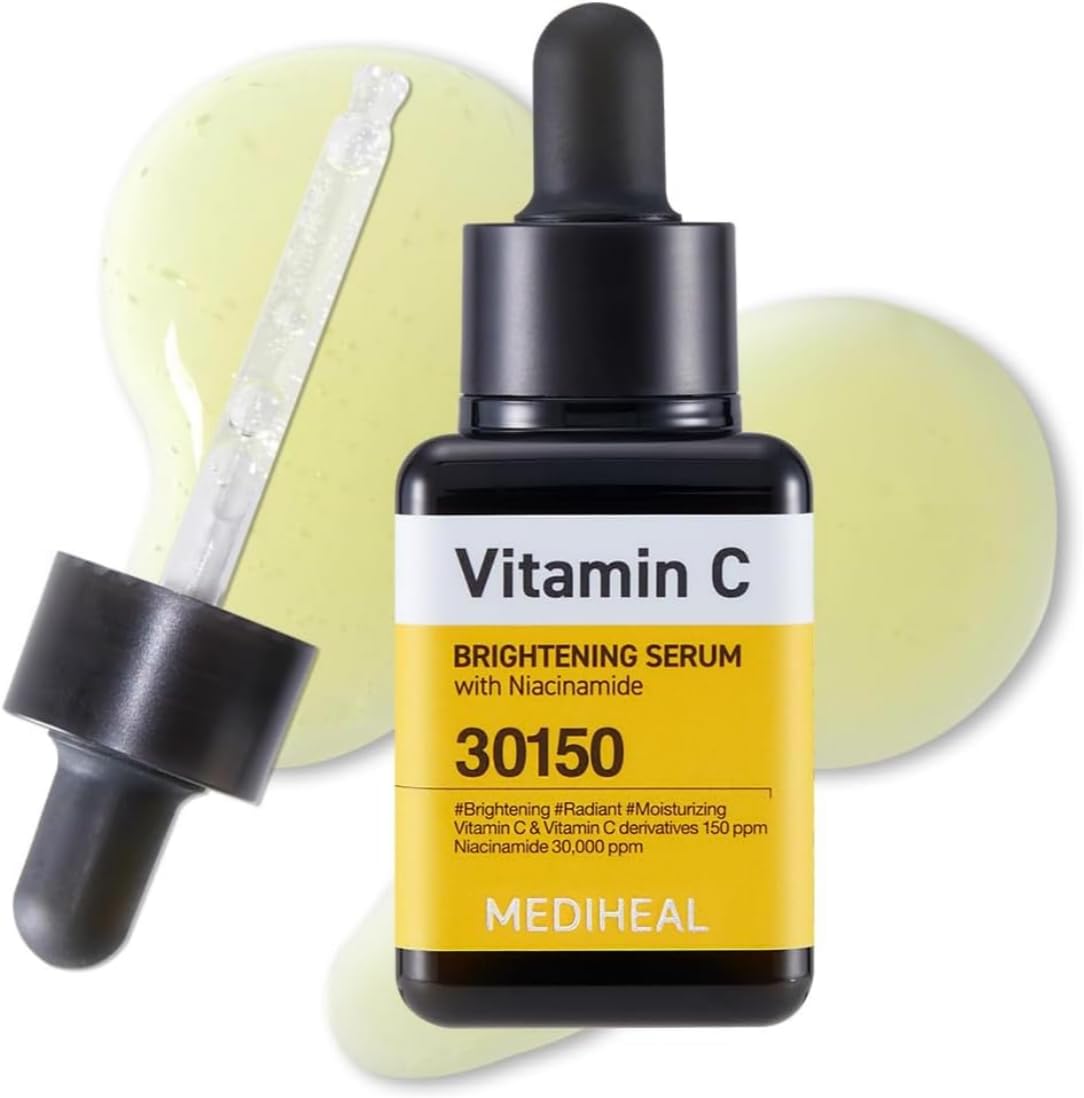 Vitamin C
BRIGHTENING SERUM
with Niacinamide
30150
#Brightening #Radiant #Moisturizing
Vitamin C & Vitamin C derivatives 150 ppm
Niacinamide 30,000 ppm
MEDIHEAL